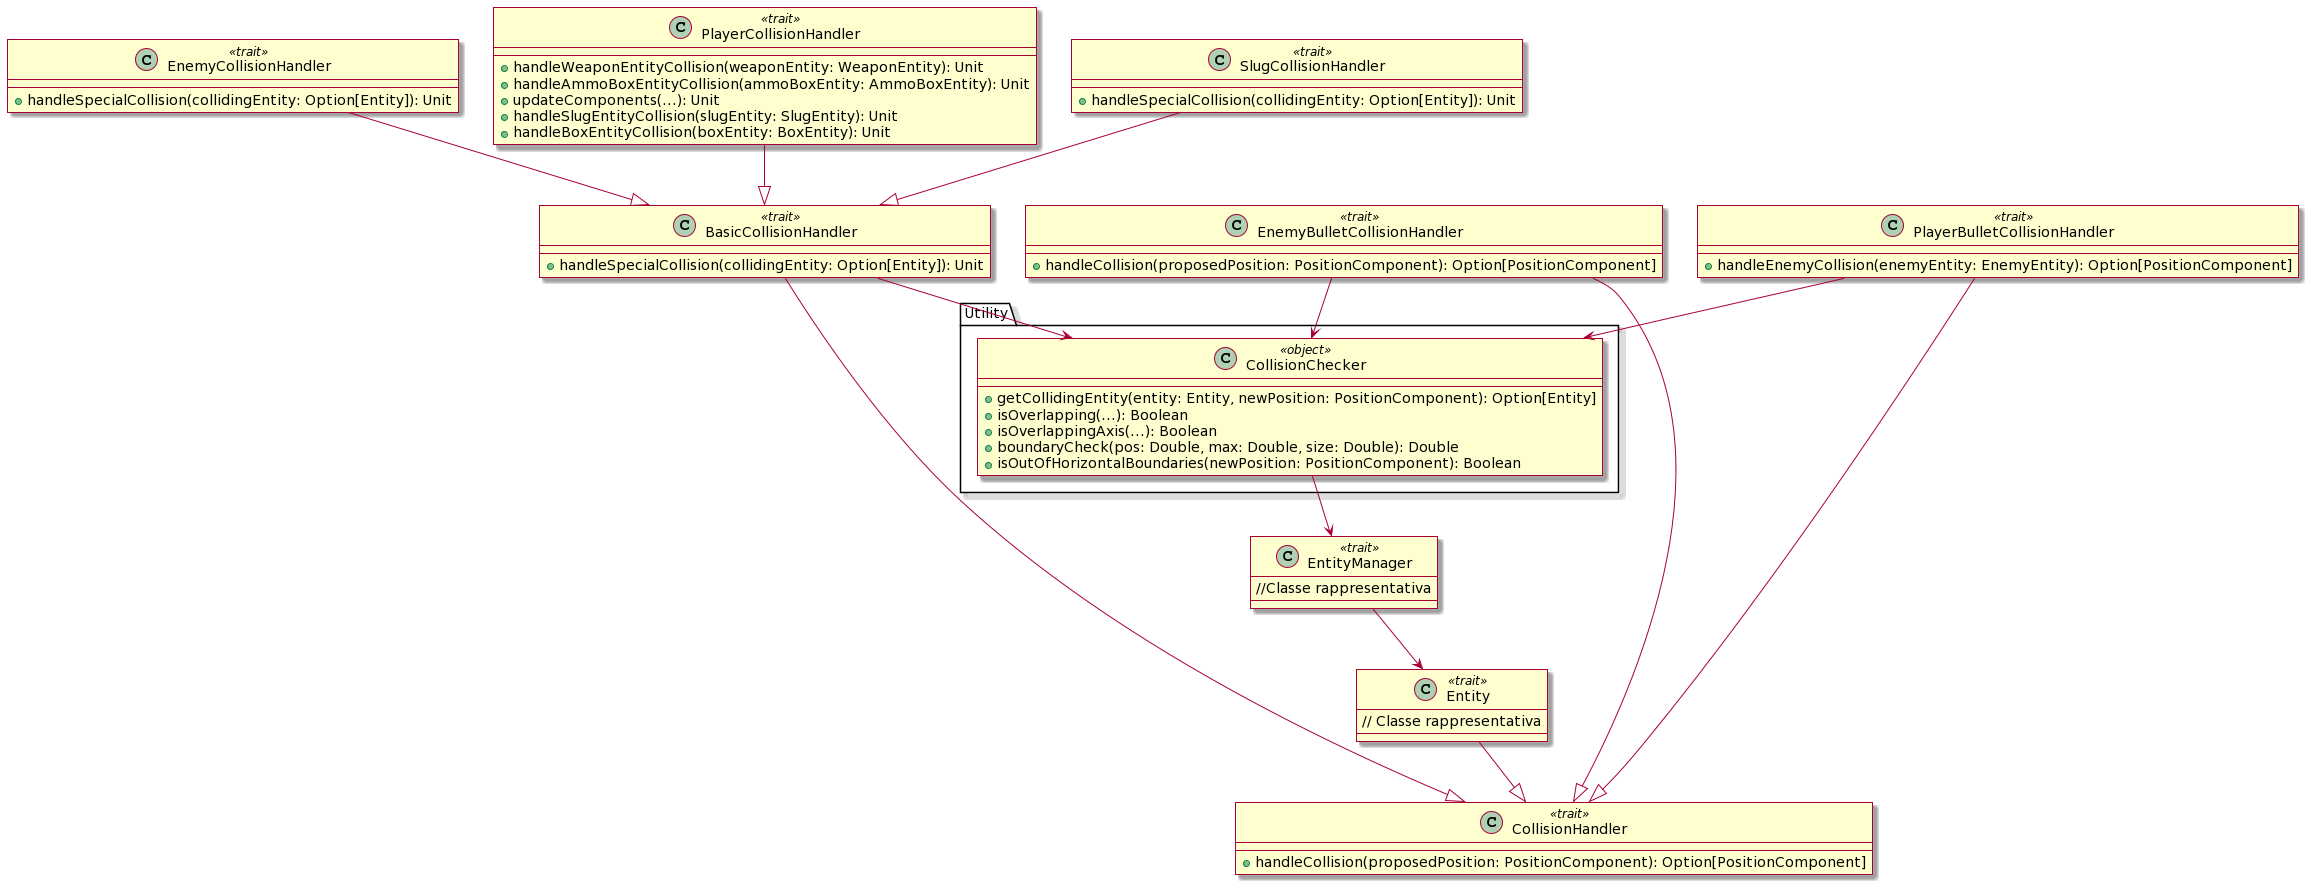 «trait»
EnemyCollisionHandler
handleSpecialCollision(collidingEntity: Option[Entity]): Unit
«trait»
PlayerCollisionHandler
handleWeaponEntityCollision(weaponEntity: WeaponEntity): Unit
handleAmmoBoxEntityCollision(ammoBoxEntity: AmmoBoxEntity): Unit
updateComponents(...): Unit
handleSlugEntityCollision(slugEntity: SlugEntity): Unit
handleBoxEntityCollision(boxEntity: BoxEntity): Unit
«trait»
SlugCollisionHandler
handleSpecialCollision(collidingEntity: Option[Entity]): Unit
«trait»
BasicCollisionHandler
handleSpecialCollision(collidingEntity: Option[Entity]): Unit
«trait»
EnemyBulletCollisionHandler
handleCollision(proposedPosition: PositionComponent): Option[PositionComponent]
«trait»
PlayerBulletCollisionHandler
handleEnemyCollision(enemyEntity: EnemyEntity): Option[PositionComponent]
Utility
«object»
CollisionChecker
getCollidingEntity(entity: Entity, newPosition: PositionComponent): Option[Entity]
isOverlapping(...): Boolean
isOverlappingAxis(...): Boolean
boundaryCheck(pos: Double, max: Double, size: Double): Double
isOutOfHorizontalBoundaries(newPosition: PositionComponent): Boolean
«trait»
EntityManager
//Classe rappresentativa
«trait»
Entity
// Classe rappresentativa
«trait»
CollisionHandler
handleCollision(proposedPosition: PositionComponent): Option[PositionComponent]